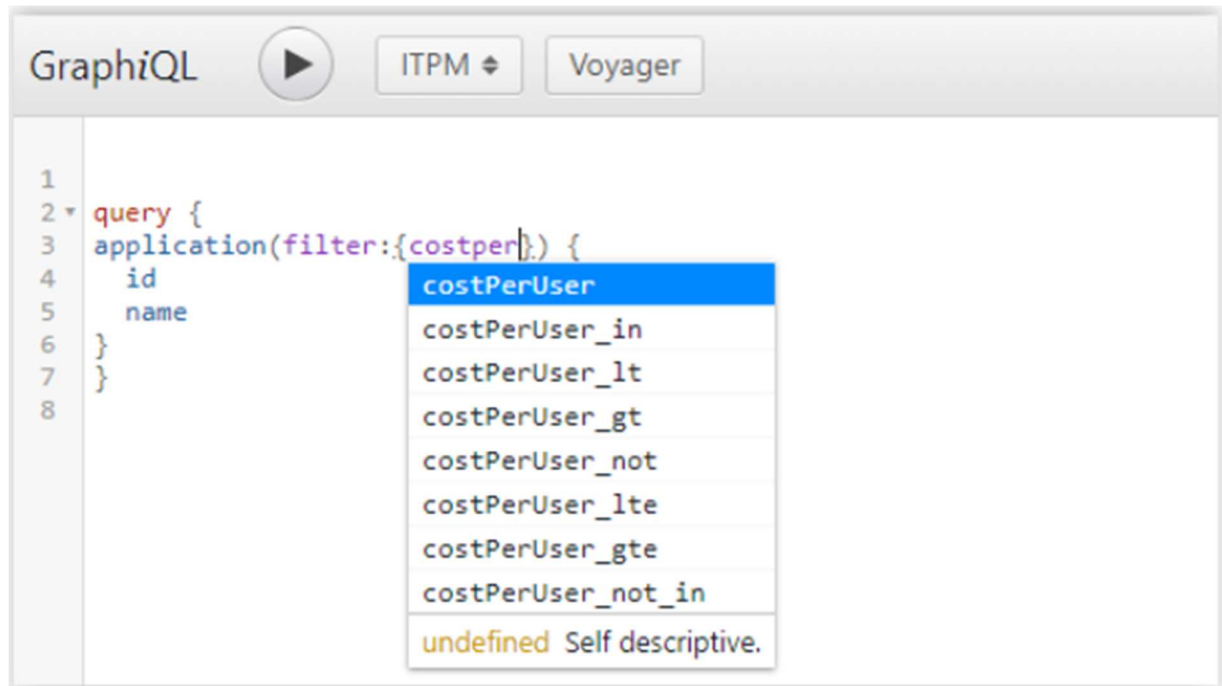 GraphiQL ITPM Voyager
1
2 query {
3 application(filter:{costper}) {
4 id
5 name
6 }
7 }
8
costPerUser
costPerUser_in
costPerUser_lt
costPerUser_gt
costPerUser_not
costPerUser_lte
costPerUser_gte
costPerUser_not_in
undefined Self descriptive.